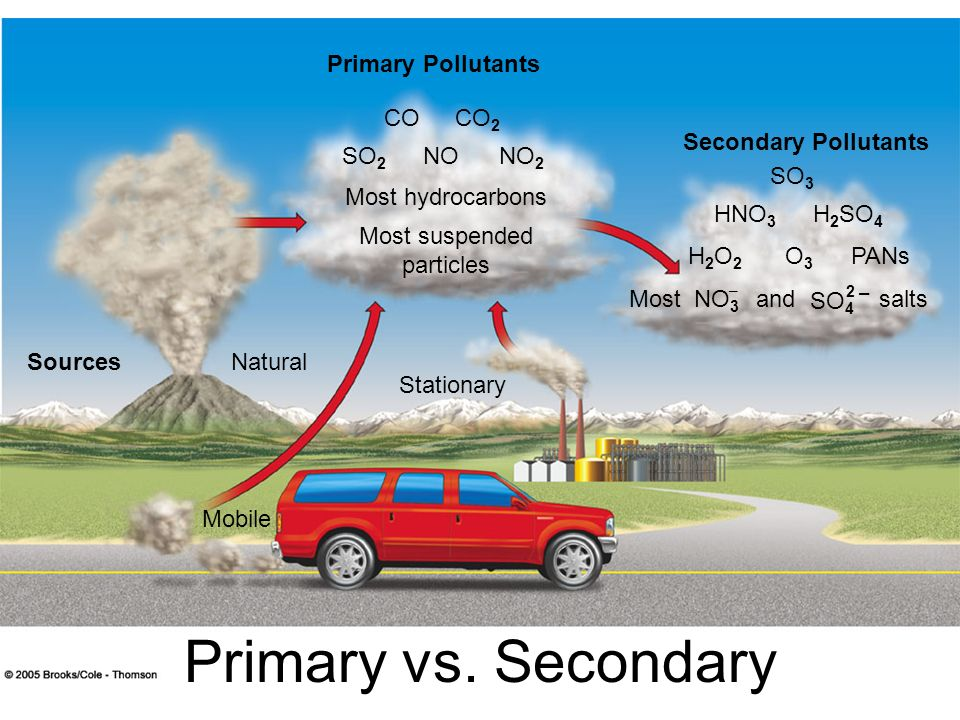 Primary Pollutants
CO CO₂
SO₂ NO NO₂
Most hydrocarbons
Most suspended
particles
Secondary Pollutants
SO₃
HNO₃ H₂SO₄
H₂O₂ O₃ PANs
Most NO₃⁻ and SO₄²⁻ salts
Sources
Natural
Stationary
Mobile
Primary vs. Secondary
© 2005 Brooks/Cole - Thomson